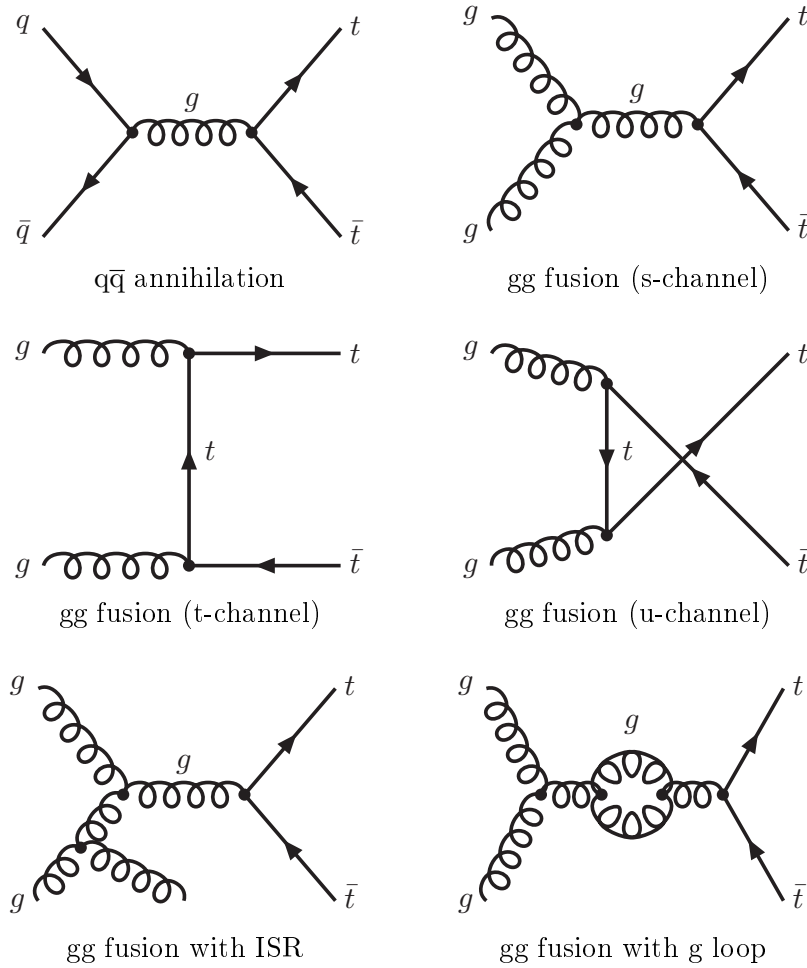 q
t
g
q̄
t̄
qq̄ annihilation
g
t
g
g
t̄
gg fusion (s-channel)
g
t
t
g
t̄
gg fusion (t-channel)
g
t
t
g
t̄
gg fusion (u-channel)
g
t
g
g
t̄
gg fusion with ISR
g
t
g
g
t̄
gg fusion with g loop